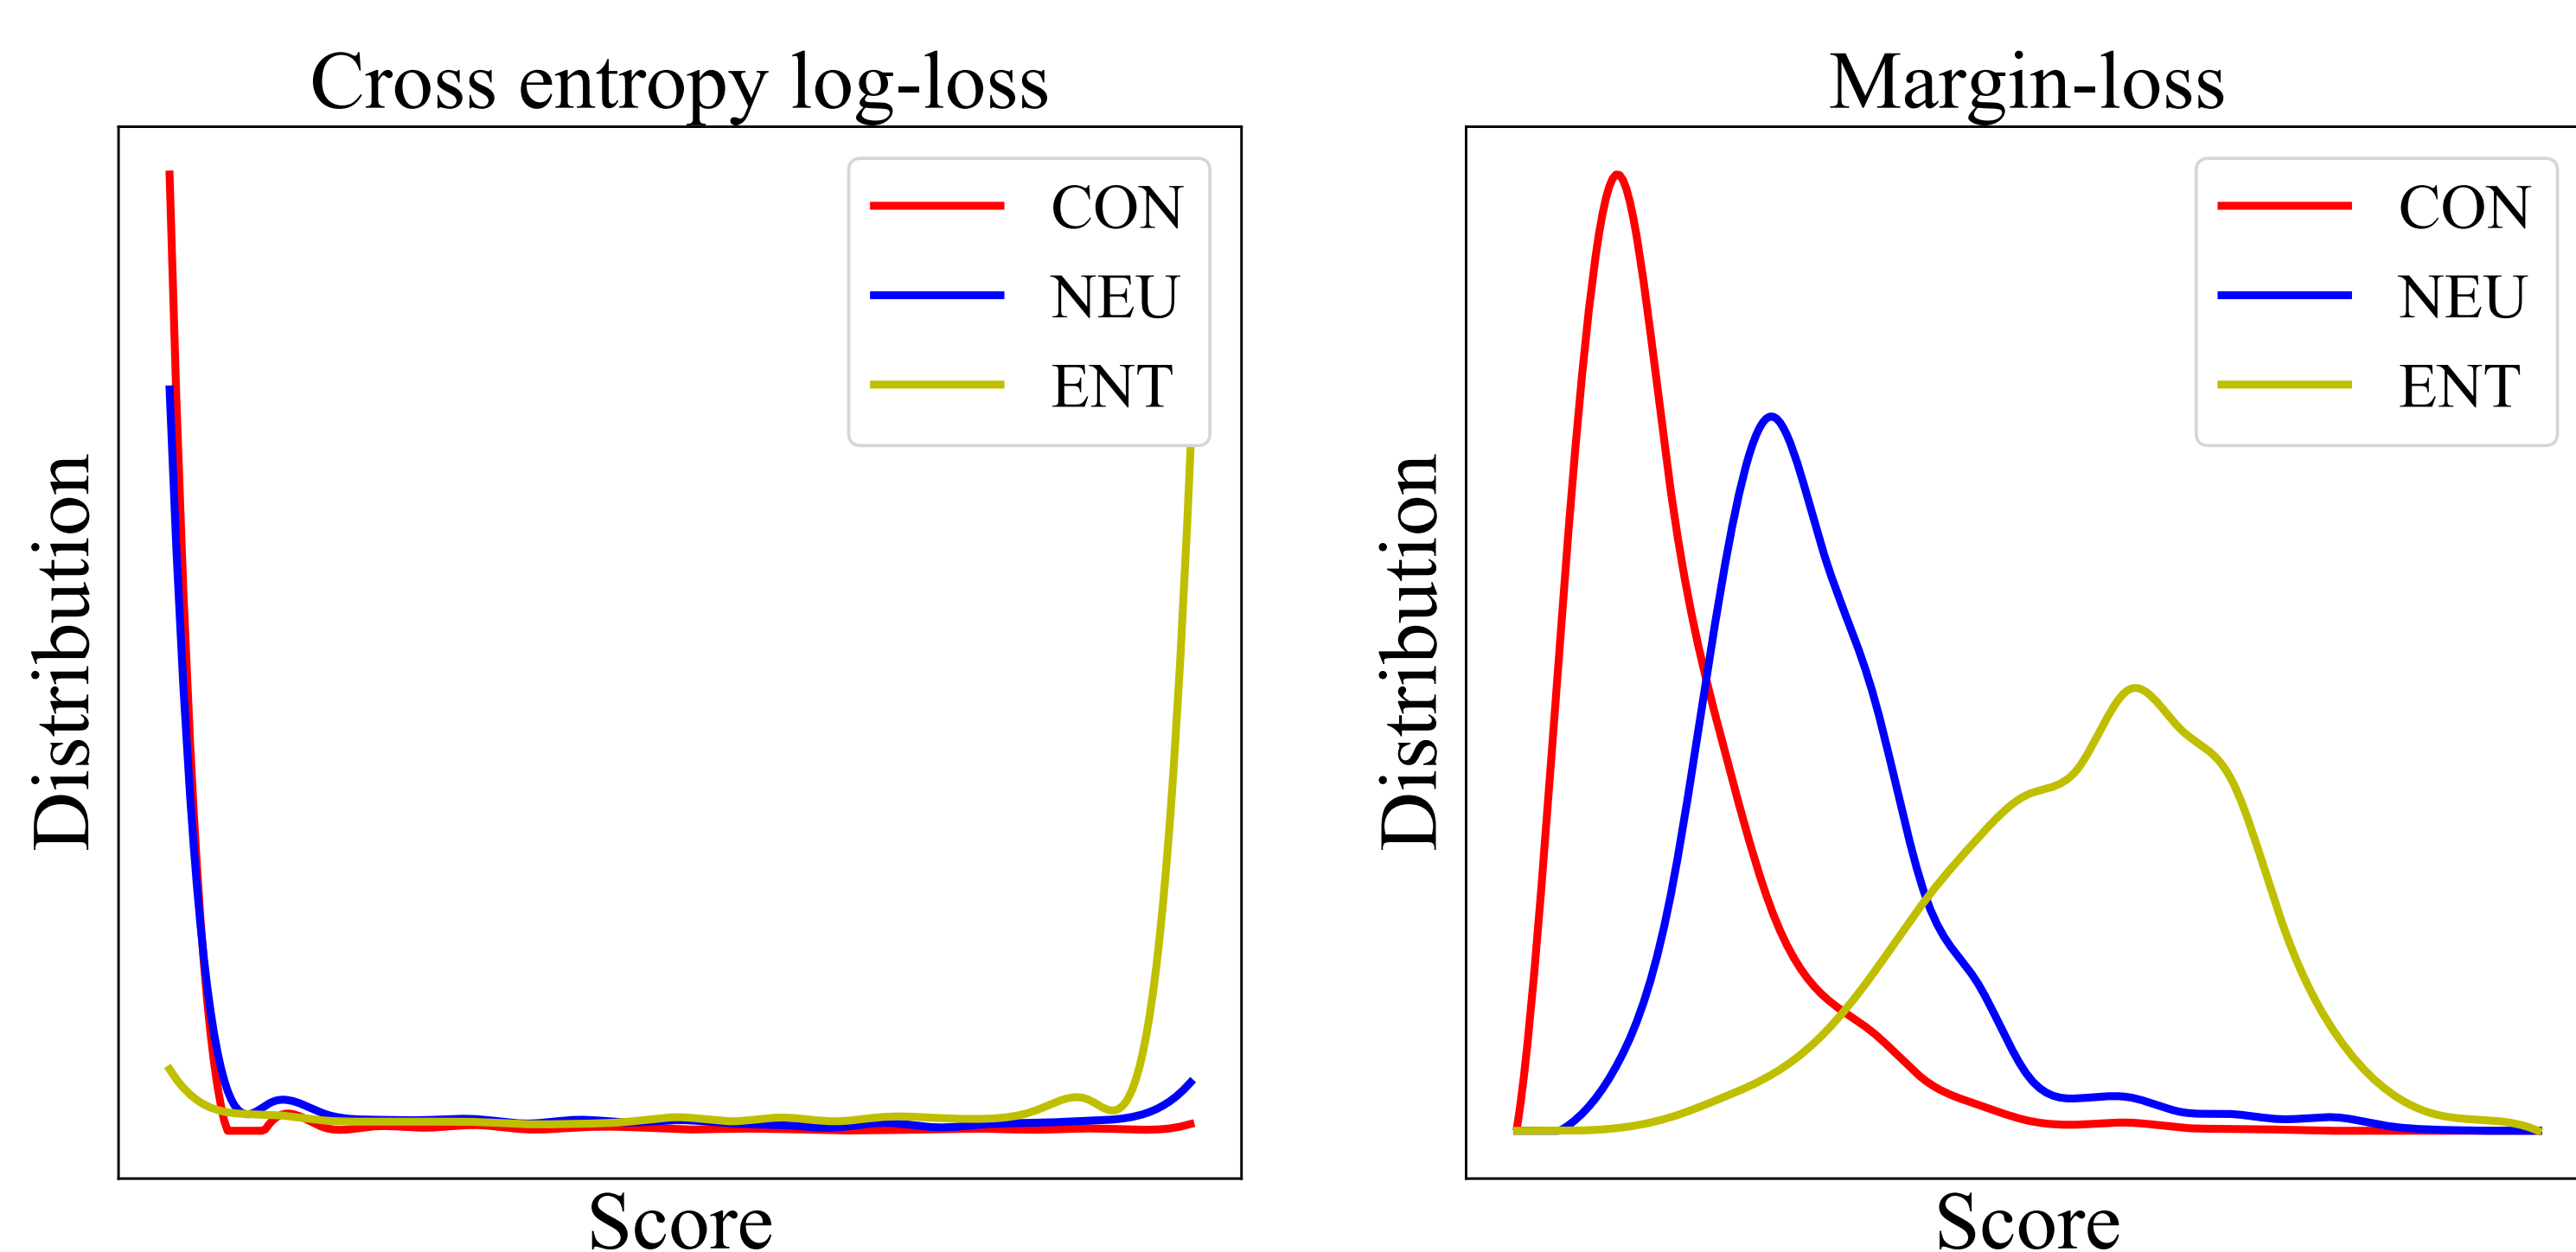 Cross entropy log-loss
CON
NEU
ENT
Distribution
Score
Margin-loss
CON
NEU
ENT
Distribution
Score